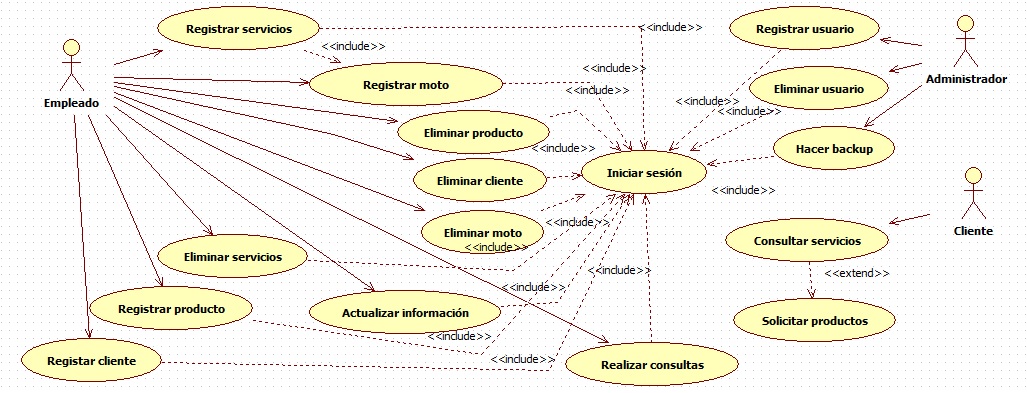 Registrar servicios
<<include>>
Registrar usuario
<<include>>
Empleado
Registrar moto
<<include>>
<<include>>
Administrador
Eliminar usuario
<<include>>
<<include>>
Eliminar producto
Hacer backup
<<include>>
Iniciar sesión
Eliminar cliente
<<include>>
Eliminar moto
<<include>>
Cliente
Consultar servicios
<<include>>
Eliminar servicios
<<include>>
<<extend>>
<<include>>
Registrar producto
Actualizar información
Solicitar productos
<<include>>
Registar cliente
<<include>>
Realizar consultas